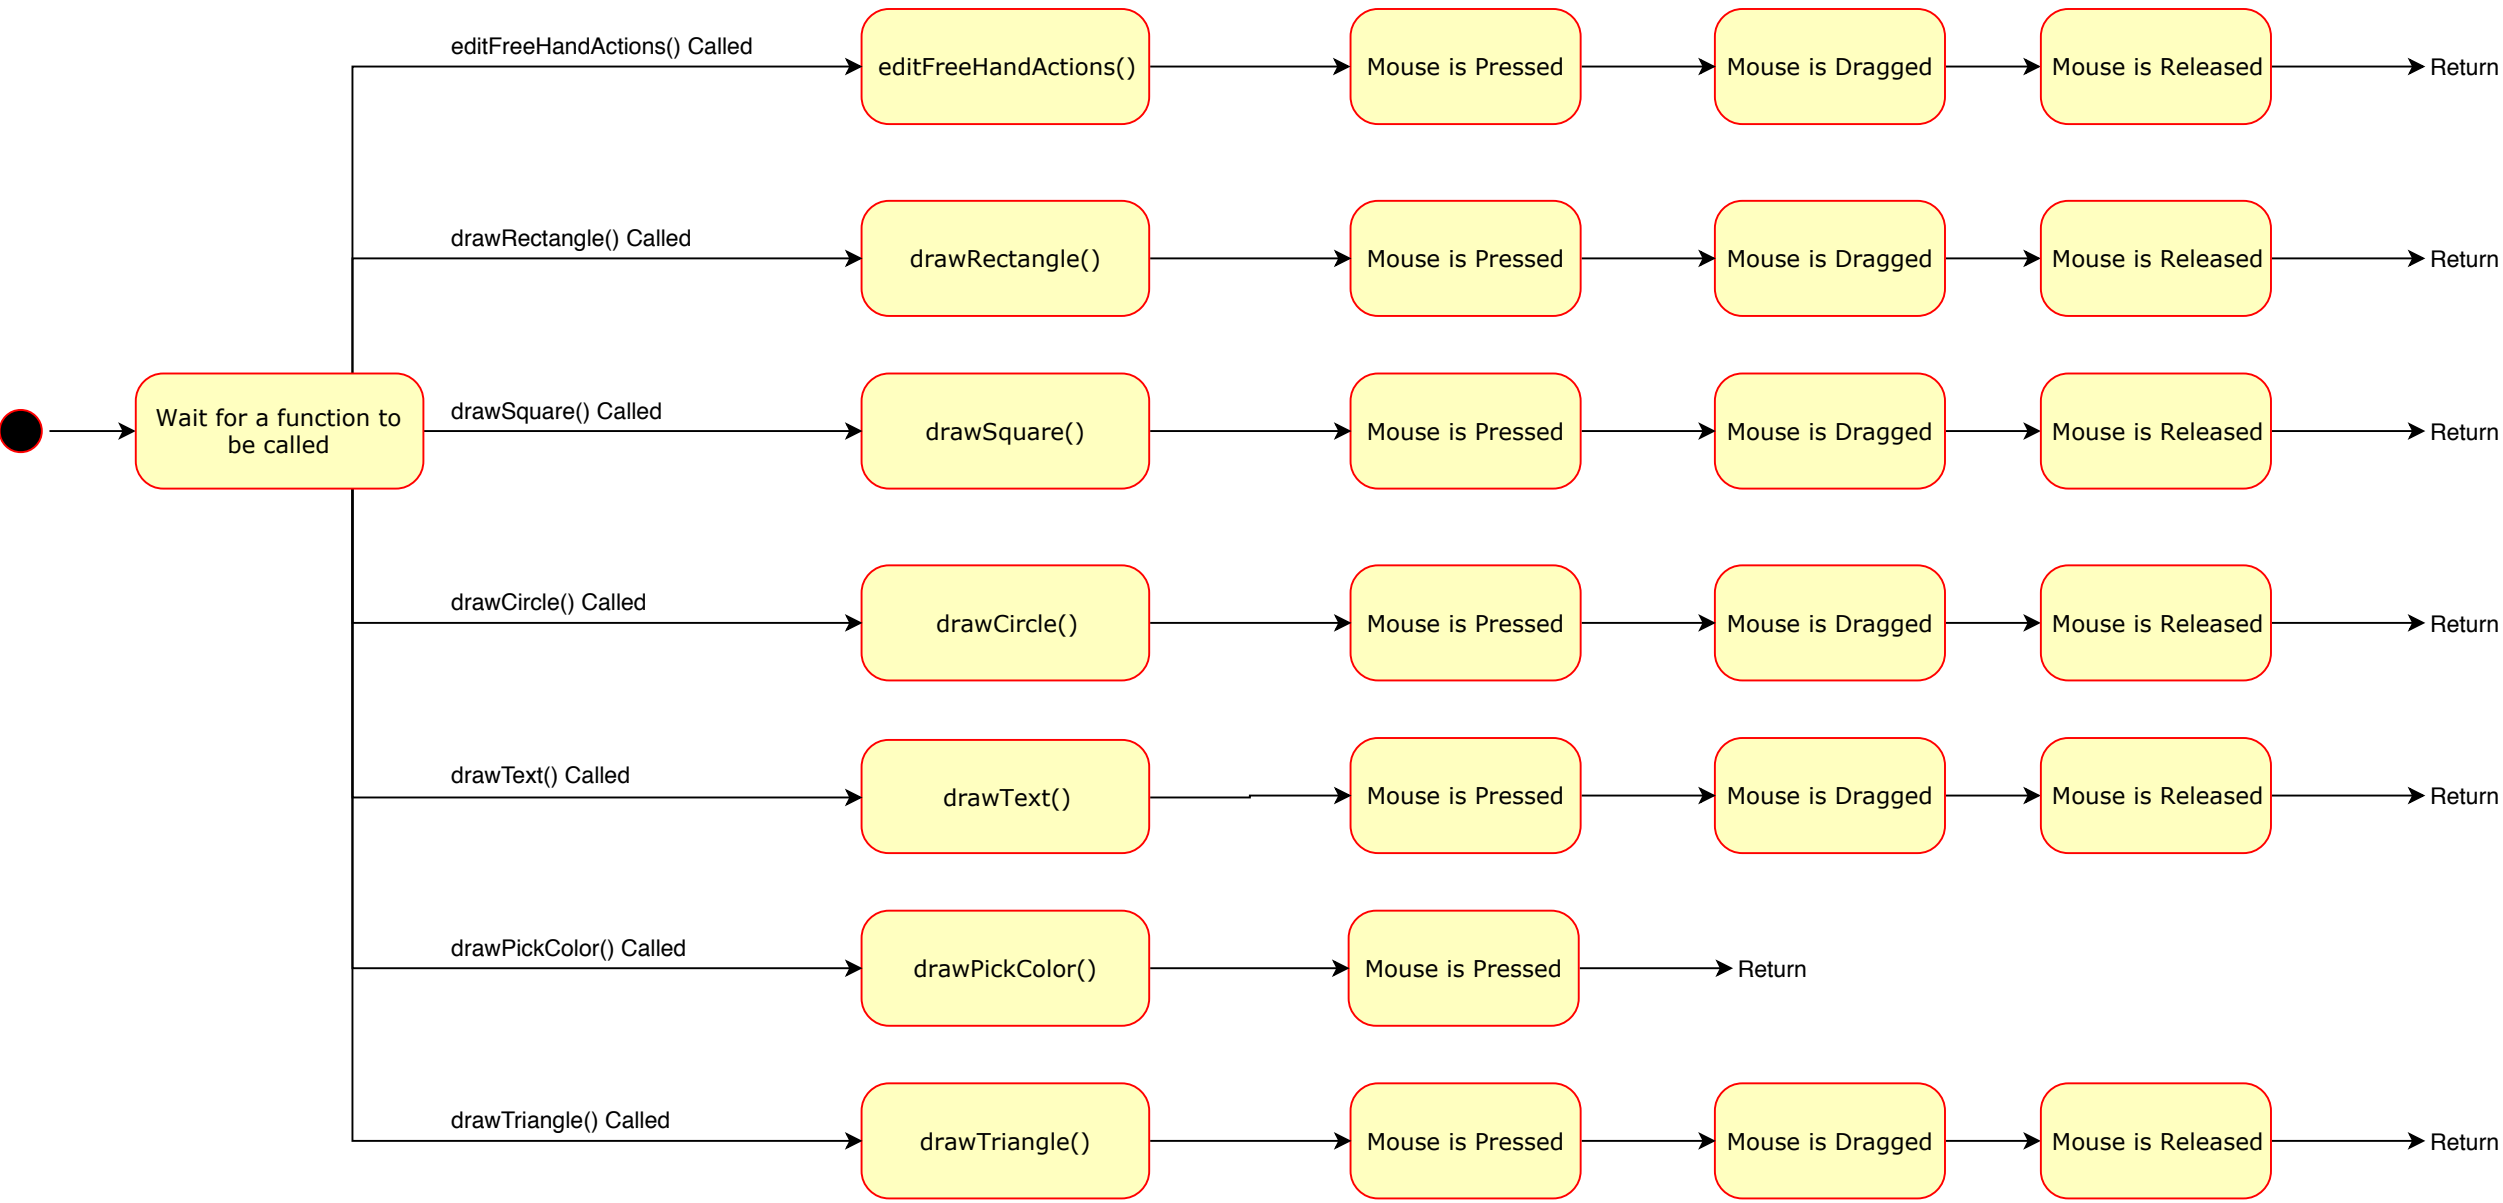 editFreeHandActions() Called
editFreeHandActions()
Mouse is Pressed
Mouse is Dragged
Mouse is Released
Return
drawRectangle() Called
drawRectangle()
Mouse is Pressed
Mouse is Dragged
Mouse is Released
Return
Wait for a function to
be called
drawSquare() Called
drawSquare()
Mouse is Pressed
Mouse is Dragged
Mouse is Released
Return
drawCircle() Called
drawCircle()
Mouse is Pressed
Mouse is Dragged
Mouse is Released
Return
drawText() Called
drawText()
Mouse is Pressed
Mouse is Dragged
Mouse is Released
Return
drawPickColor() Called
drawPickColor()
Mouse is Pressed
Return
drawTriangle() Called
drawTriangle()
Mouse is Pressed
Mouse is Dragged
Mouse is Released
Return